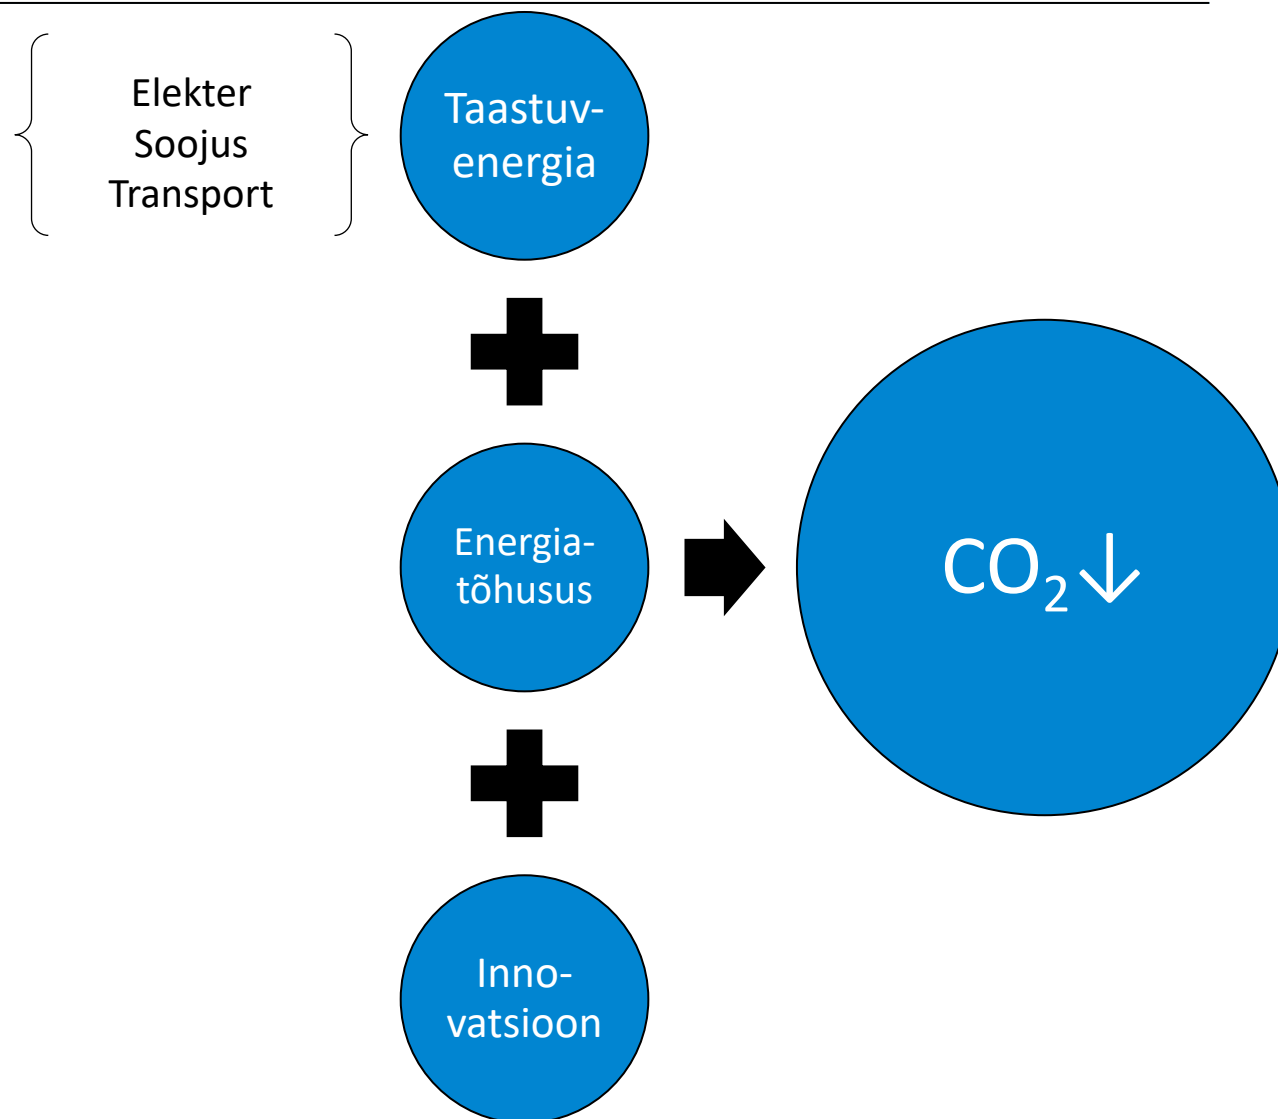 Elekter
Soojus
Transport
Taastuv-
energia
Energia-
tõhusus
CO₂↓
Inno-
vatsioon